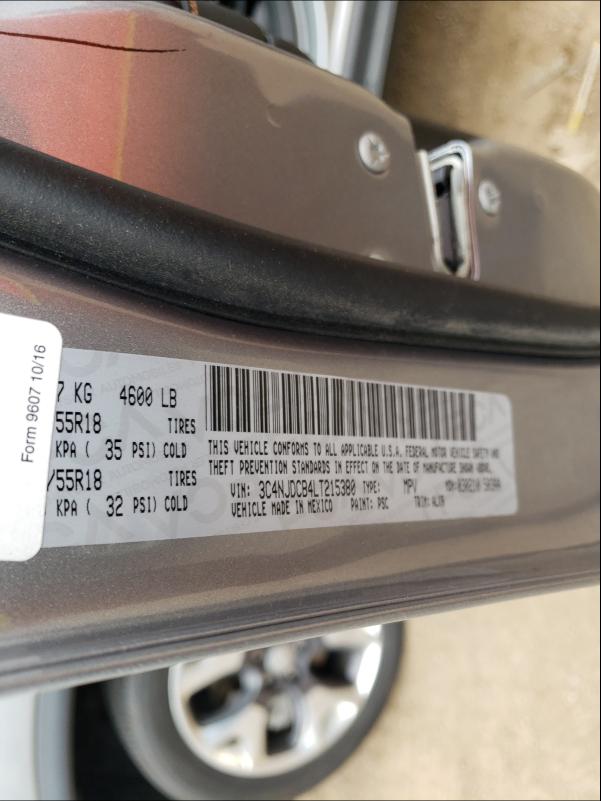 Form 9607 10/16
7 KG 4600 LB
55R18 TIRES
KPA ( 35 PSI) COLD
/55R18 TIRES
KPA ( 32 PSI) COLD
THIS VEHICLE CONFORMS TO ALL APPLICABLE U.S.A. FEDERAL MOTOR VEHICLE SAFETY AND
THEFT PREVENTION STANDARDS IN EFFECT ON THE DATE OF MANUFACTURE SHOWN ABOVE.
VIN: 3C4NJDCB4LT215380 TYPE: MPV
VEHICLE MADE IN MEXICO PAINT: PSC TRIM: